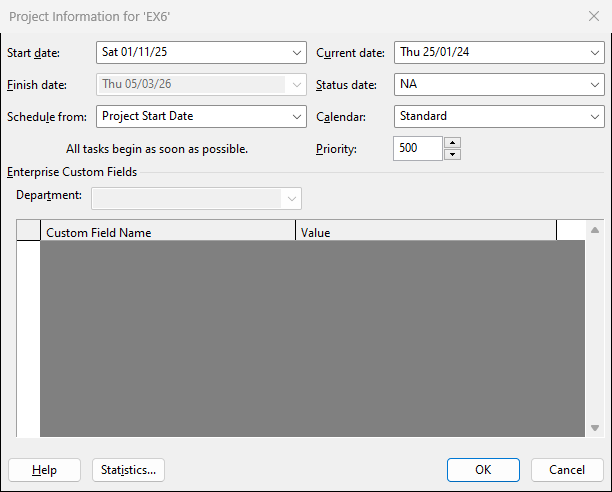 Project Information for 'EX6'
Start date: Sat 01/11/25 Current date: Thu 25/01/24
Finish date: Thu 05/03/26 Status date: NA
Schedule from: Project Start Date Calendar: Standard
All tasks begin as soon as possible. Priority: 500
Enterprise Custom Fields
Department:
Custom Field Name Value
Help Statistics... OK Cancel